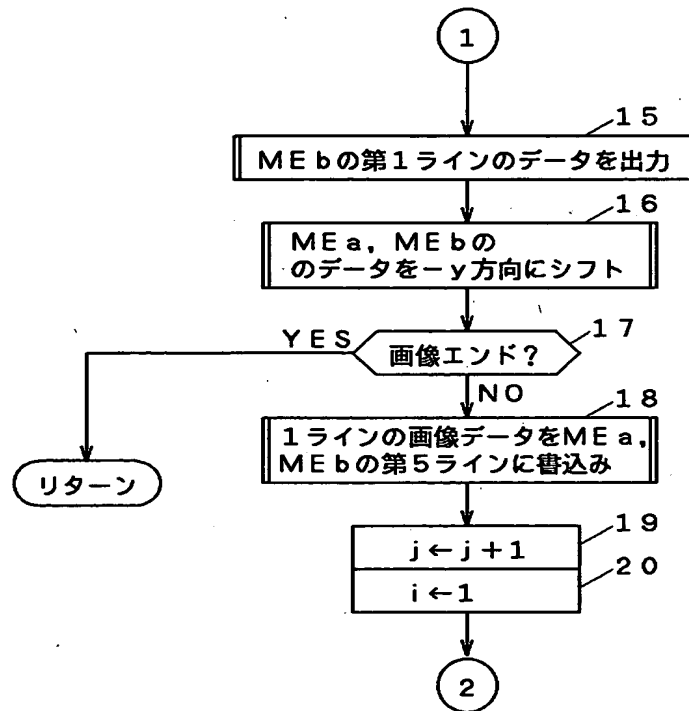 1
15
MEbの第1ラインのデータを出力
16
MEa，MEbの
のデータを－y方向にシフト
17
YES
画像エンド？
NO
リターン
18
1ラインの画像データをMEa，
MEbの第5ラインに書込み
19
j←j＋1
20
i←1
2